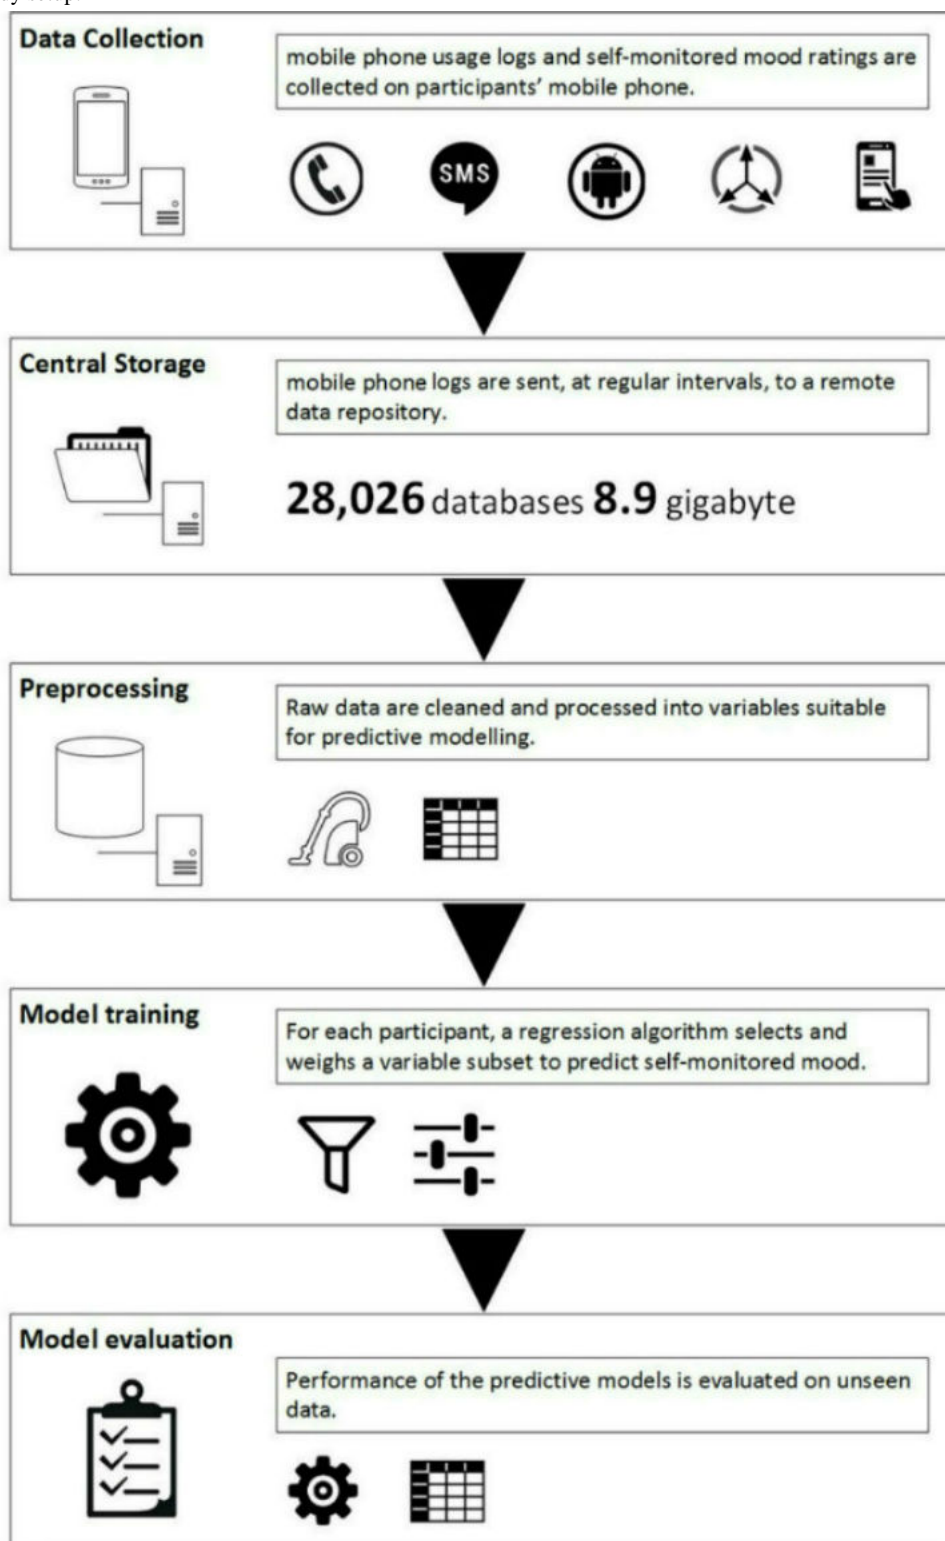 Data Collection
mobile phone usage logs and self-monitored mood ratings are
collected on participants' mobile phone.
SMS
Central Storage
mobile phone logs are sent, at regular intervals, to a remote
data repository.
28,026 databases 8.9 gigabyte
Preprocessing
Raw data are cleaned and processed into variables suitable
for predictive modelling.
Model training
For each participant, a regression algorithm selects and
weighs a variable subset to predict self-monitored mood.
Model evaluation
Performance of the predictive models is evaluated on unseen
data.